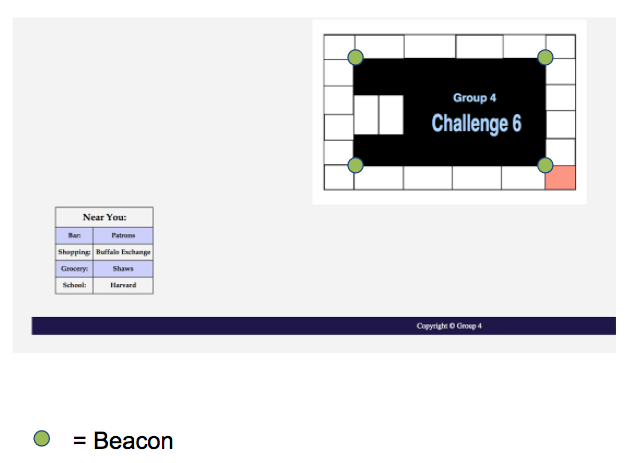 Group 4
Challenge 6
Near You:
Bar: Patrons
Shopping: Buffalo Exchange
Grocery: Shaws
School: Harvard
Copyright © Group 4
= Beacon